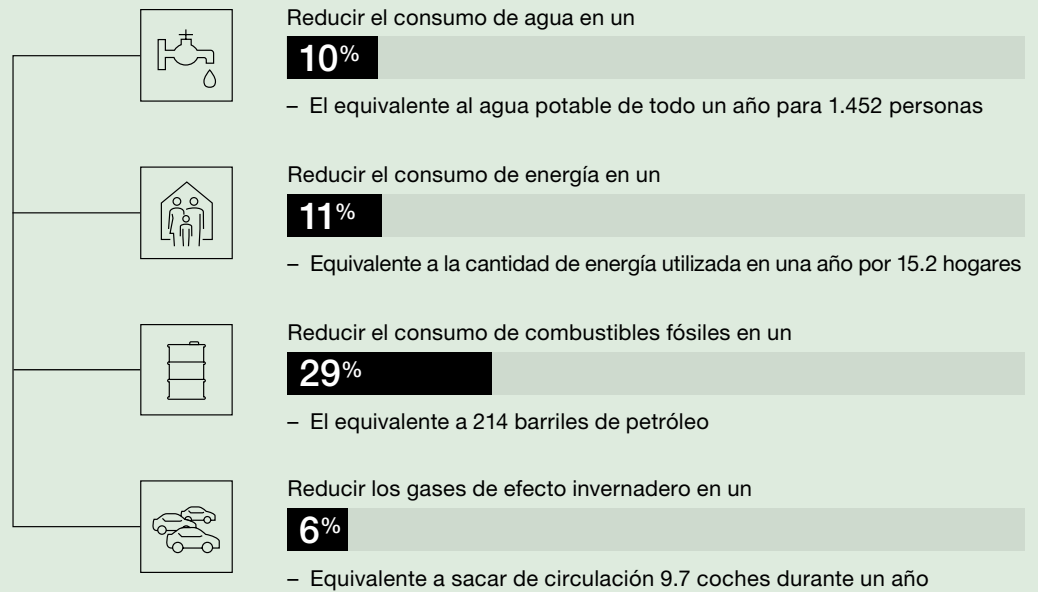 Reducir el consumo de agua en un
10%
– El equivalente al agua potable de todo un año para 1.452 personas
Reducir el consumo de energía en un
11%
– Equivalente a la cantidad de energía utilizada en una año por 15.2 hogares
Reducir el consumo de combustibles fósiles en un
29%
– El equivalente a 214 barriles de petróleo
Reducir los gases de efecto invernadero en un
6%
– Equivalente a sacar de circulación 9.7 coches durante un año